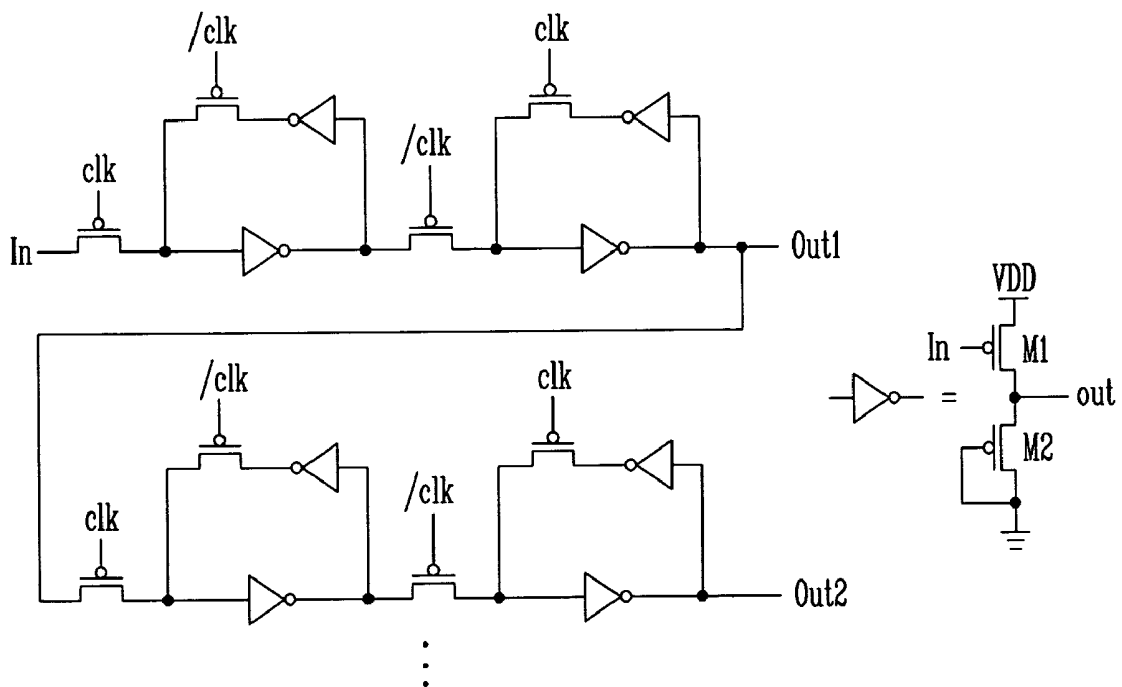 /clk
clk
clk
/clk
In
Out1
VDD
In
M1
out
=
M2
/clk
clk
clk
/clk
Out2